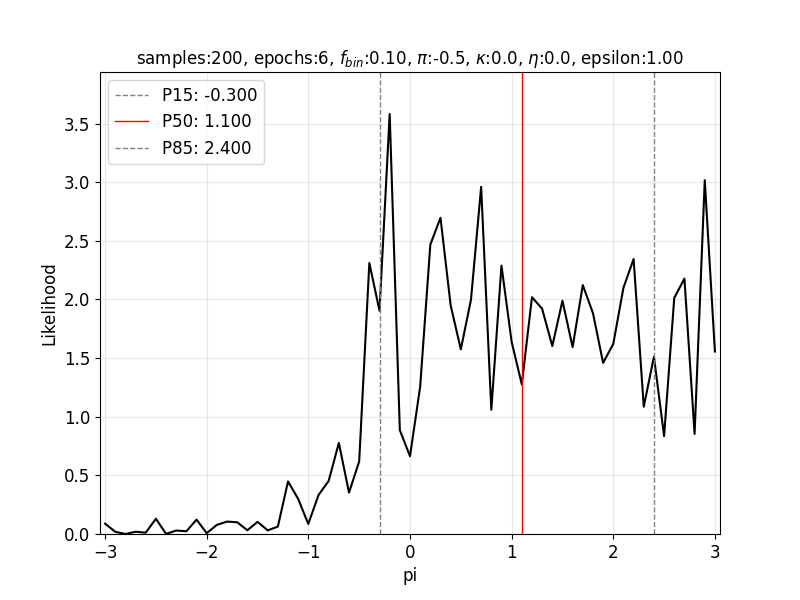 samples:200, epochs:6, f_bin:0.10, π:-0.5, κ:0.0, η:0.0, epsilon:1.00
P15: -0.300
P50: 1.100
P85: 2.400
3.5
3.0
2.5
2.0
1.5
1.0
0.5
0.0
Likelihood
−3 −2 −1 0 1 2 3
pi